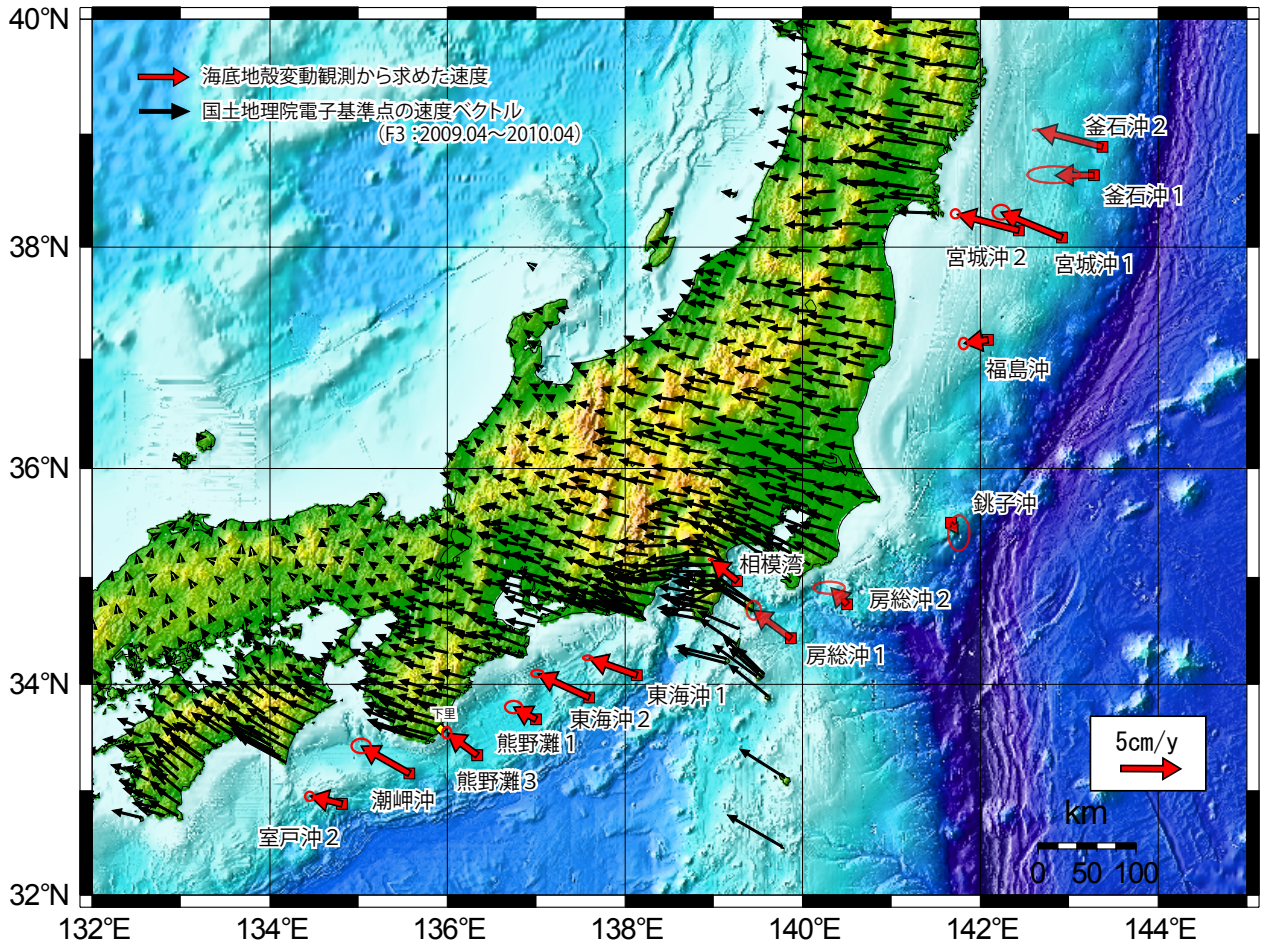 40°N
海底地殻変動観測から求めた速度
国土地理院電子基準点の速度ベクトル
(F3:2009.04~2010.04)
釜石沖2
釜石沖1
38°N
宮城沖2
宮城沖1
福島沖
36°N
銚子沖
相模湾
房総沖2
房総沖1
34°N
東海沖1
下里
東海沖2
熊野灘1
5cm/y
熊野灘3
潮岬沖
室戸沖2
km
0 50 100
32°N
132°E 134°E 136°E 138°E 140°E 142°E 144°E